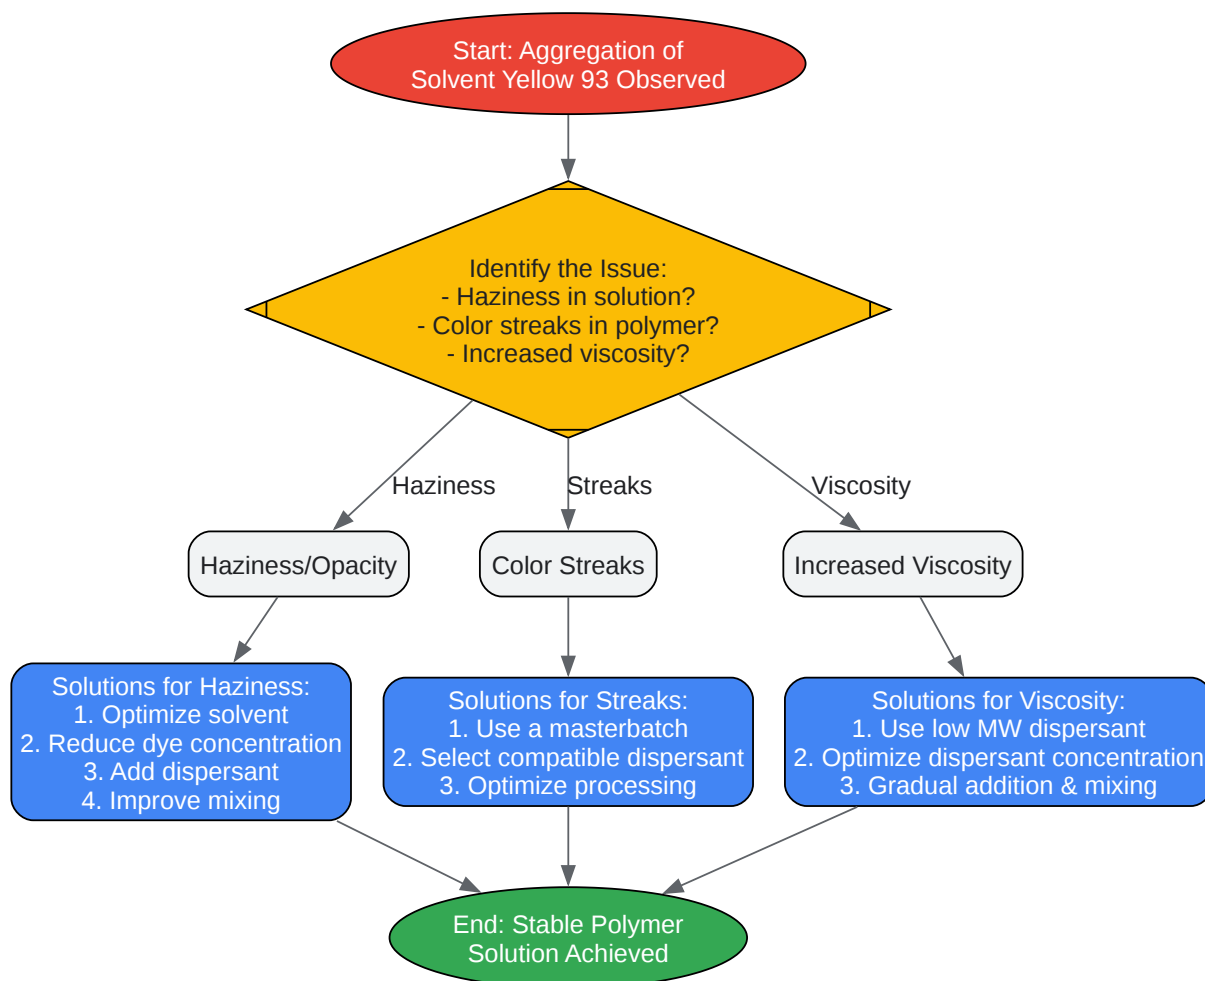 Start: Aggregation of
Solvent Yellow 93 Observed
Identify the Issue:
- Haziness in solution?
- Color streaks in polymer?
- Increased viscosity?
Haziness
Streaks
Viscosity
Haziness/Opacity
Color Streaks
Increased Viscosity
Solutions for Haziness:
1. Optimize solvent
2. Reduce dye concentration
3. Add dispersant
4. Improve mixing
Solutions for Streaks:
1. Use a masterbatch
2. Select compatible dispersant
3. Optimize processing
Solutions for Viscosity:
1. Use low MW dispersant
2. Optimize dispersant concentration
3. Gradual addition & mixing
End: Stable Polymer
Solution Achieved